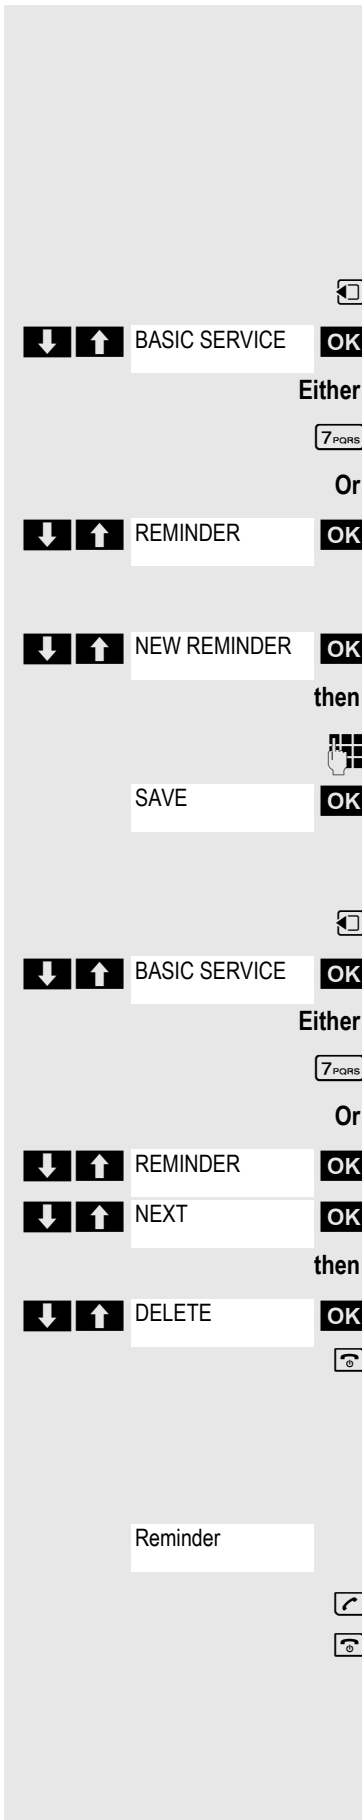 BASIC SERVICE OK
Either
7PQRS
Or
REMINDER OK
NEW REMINDER OK
then
SAVE OK
BASIC SERVICE OK
Either
7PQRS
Or
REMINDER OK
NEXT OK
then
DELETE OK
Reminder